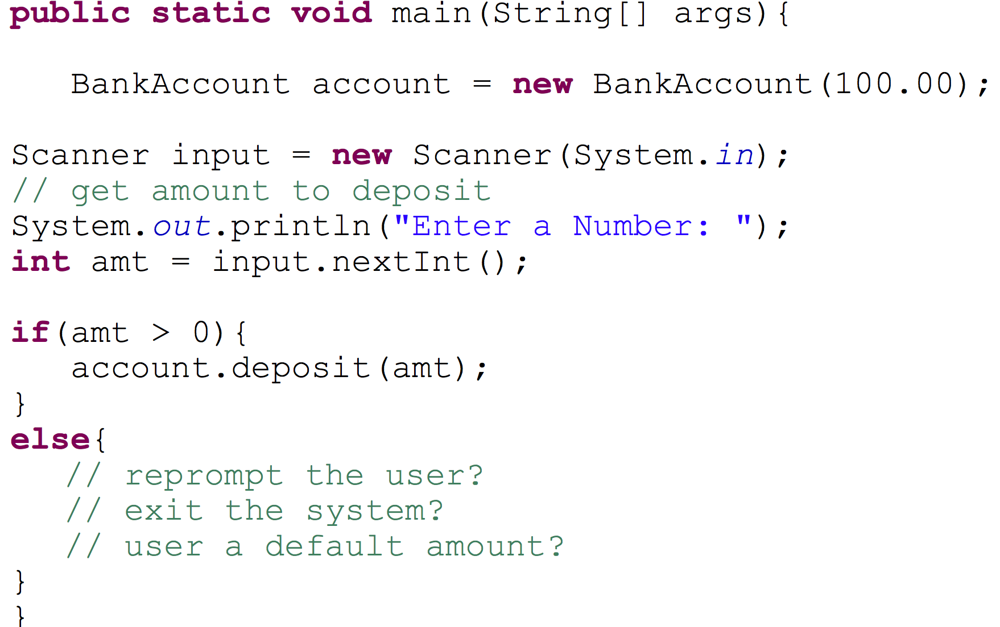 public static void main(String[] args){
BankAccount account = new BankAccount(100.00);
Scanner input = new Scanner(System.in);
// get amount to deposit
System.out.println("Enter a Number: ");
int amt = input.nextInt();
if(amt > 0){
account.deposit(amt);
}
else{
// reprompt the user?
// exit the system?
// user a default amount?
}
}